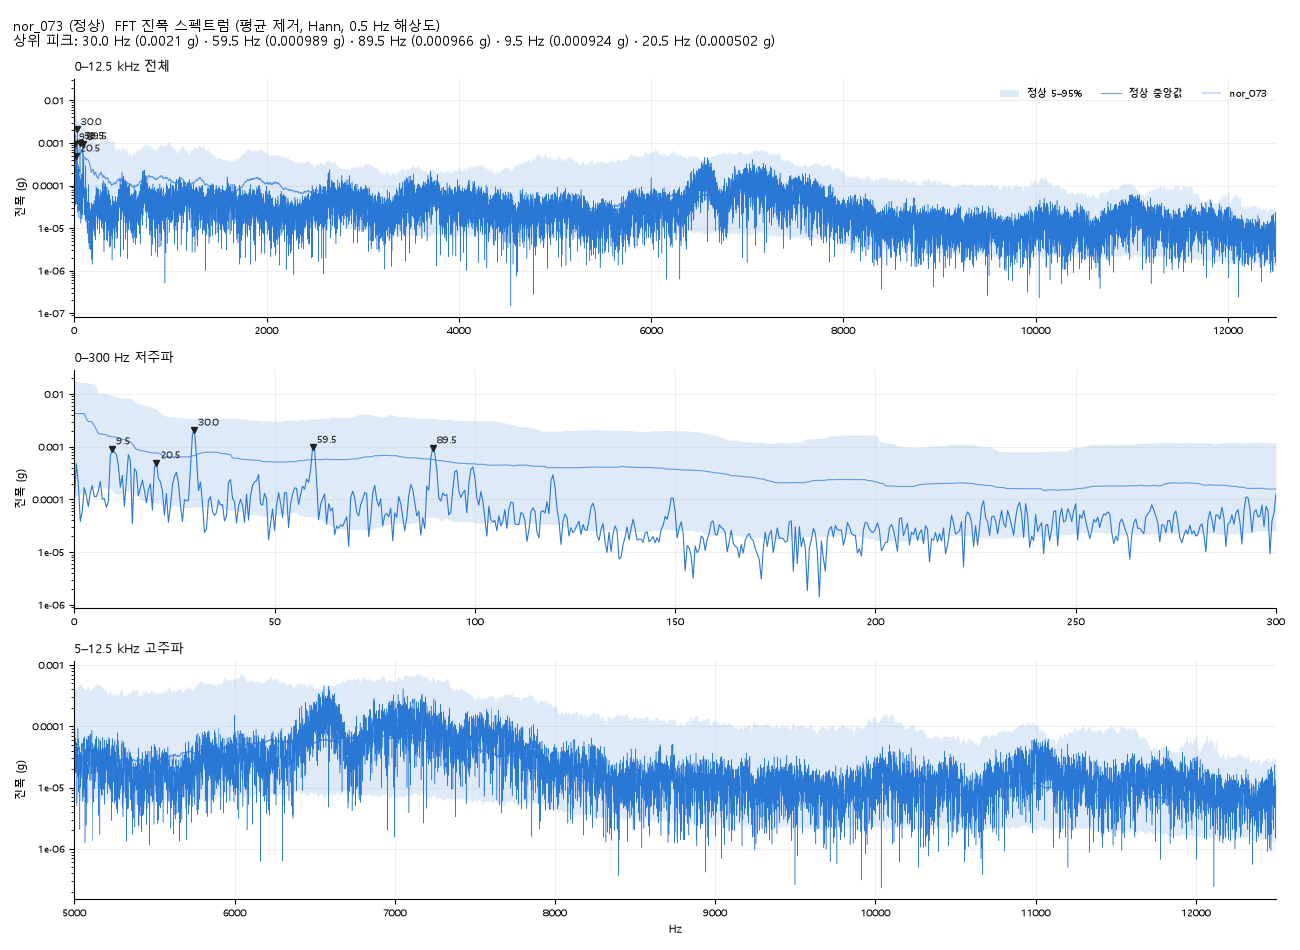 nor_073 (정상)  FFT 진폭 스펙트럼 (평균 제거, Hann, 0.5 Hz 해상도)
상위 피크: 30.0 Hz (0.0021 g) · 59.5 Hz (0.000989 g) · 89.5 Hz (0.000966 g) · 9.5 Hz (0.000924 g) · 20.5 Hz (0.000502 g)
0–12.5 kHz 전체
정상 5–95%
정상 중앙값
nor_073
진폭 (g)
0.01
0.001
0.0001
1e-05
1e-06
1e-07
30.0
20.5
0
2000
4000
6000
8000
10000
12000
0–300 Hz 저주파
진폭 (g)
0.01
0.001
0.0001
1e-05
1e-06
9.5
20.5
30.0
59.5
89.5
0
50
100
150
200
250
300
5–12.5 kHz 고주파
진폭 (g)
0.001
0.0001
1e-05
1e-06
5000
6000
7000
8000
9000
10000
11000
12000
Hz